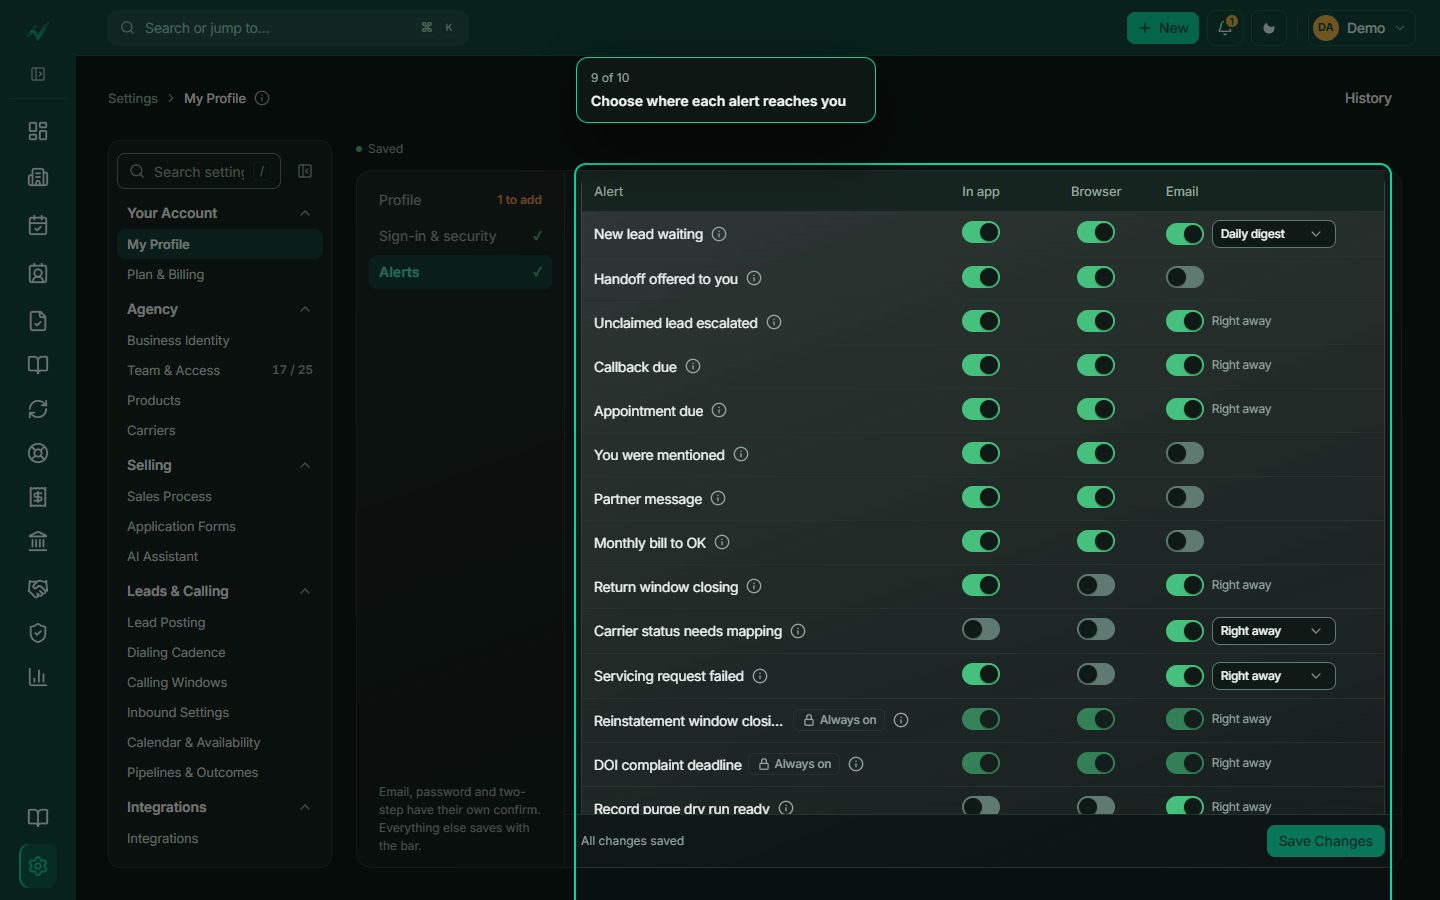 Search or jump to...
⌘ K
New
1
DA
Demo
9 of 10
Choose where each alert reaches you
Settings
My Profile
History
Search setting
/
Your Account
My Profile
Plan & Billing
Agency
Business Identity
Team & Access
17 / 25
Products
Carriers
Selling
Sales Process
Application Forms
AI Assistant
Leads & Calling
Lead Posting
Dialing Cadence
Calling Windows
Inbound Settings
Calendar & Availability
Pipelines & Outcomes
Integrations
Integrations
Saved
Profile
1 to add
Sign-in & security
Alerts
Email, password and two-
step have their own confirm.
Everything else saves with
the bar.
Alert In app Browser Email
New lead waiting Daily digest
Handoff offered to you
Unclaimed lead escalated Right away
Callback due Right away
Appointment due Right away
You were mentioned
Partner message
Monthly bill to OK
Return window closing Right away
Carrier status needs mapping Right away
Servicing request failed Right away
Reinstatement window closi... Always on Right away
DOI complaint deadline Always on Right away
Record purge dry run ready Right away
All changes saved
Save Changes